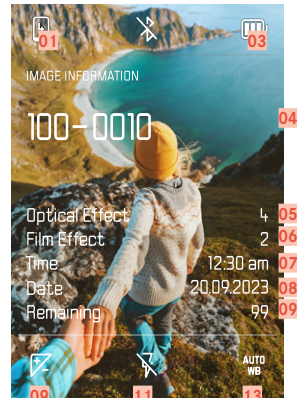 01 03
IMAGE INFORMATION
100-0010
04
Optical Effect 4 05
Film Effect 2 06
Time 12:30 am 07
Date 20.09.2023 08
Remaining 99 09
AUTO
WB
11 13